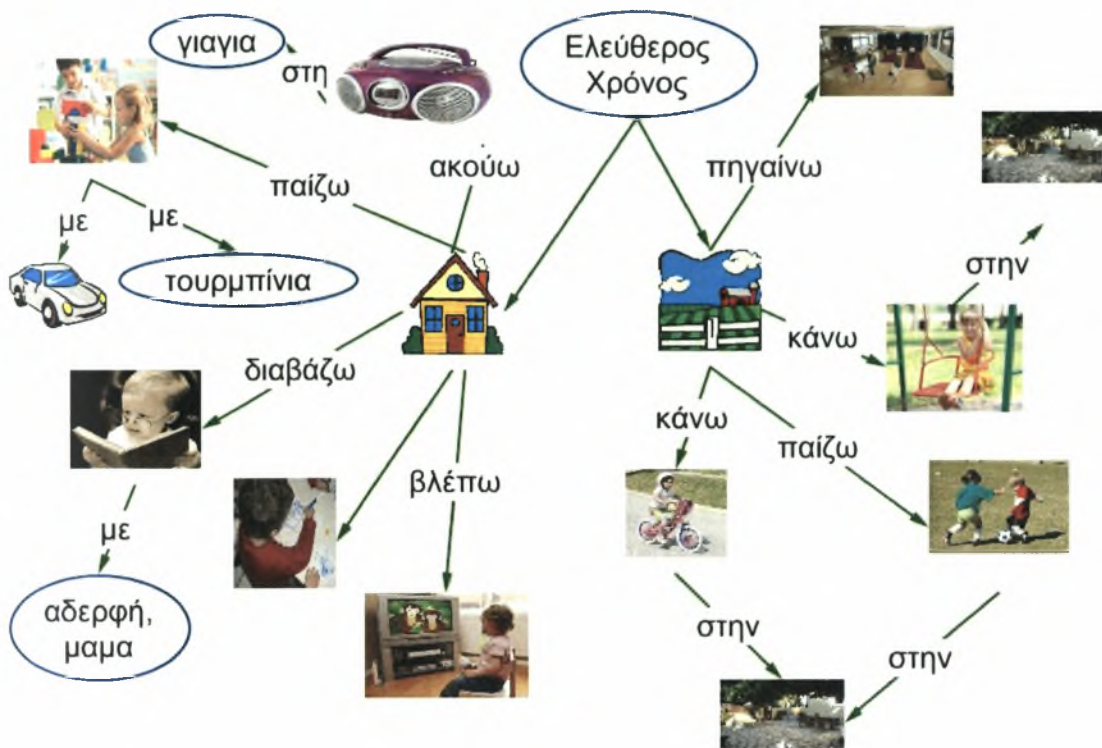 γιαγια
Ελεύθερος
Χρόνος
στη
ακούω
πηγαίνω
παίζω
με
με
τουρμπίνια
στην
κάνω
διαβάζω
κάνω
παίζω
βλέπω
με
αδερφή,
μαμα
στην
στην